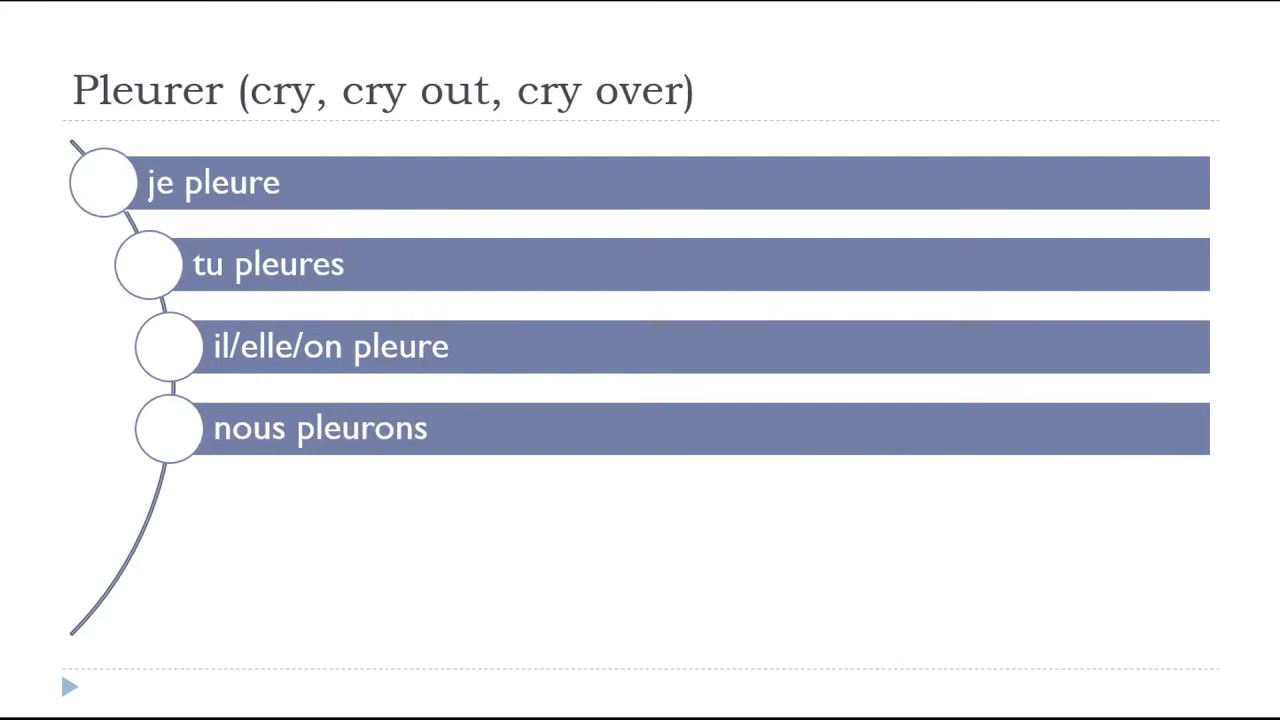 Pleurer (cry, cry out, cry over)
je pleure
tu pleures
il/elle/on pleure
nous pleurons